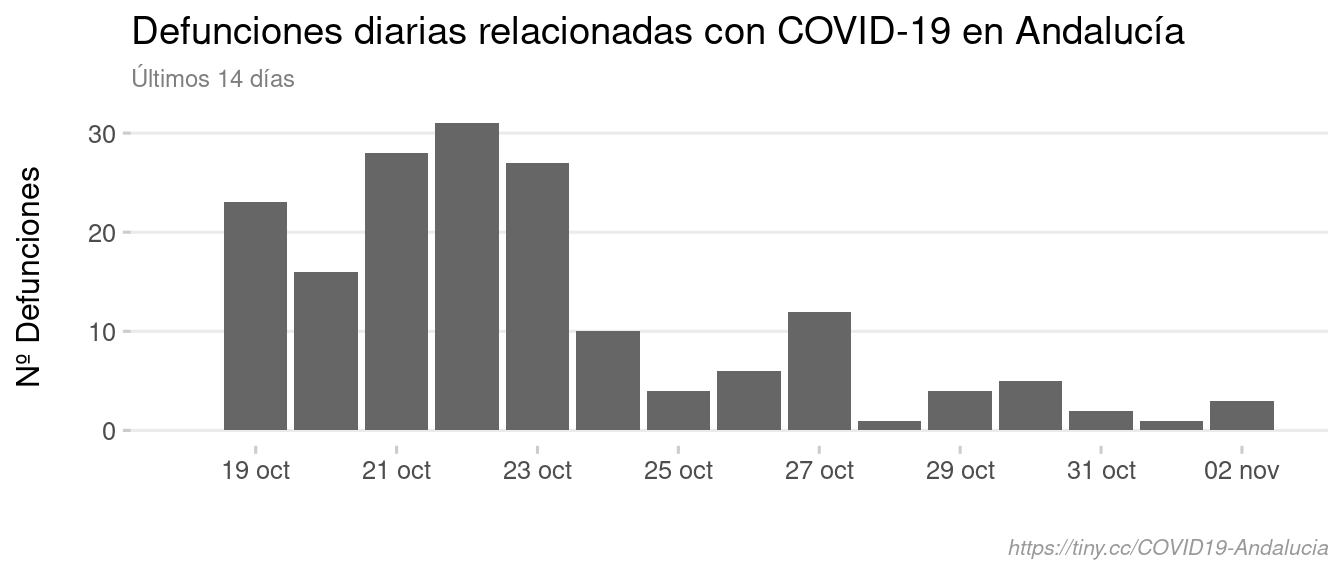 Defunciones diarias relacionadas con COVID-19 en Andalucía
Últimos 14 días
Nº Defunciones
30
20
10
0
19 oct 21 oct 23 oct 25 oct 27 oct 29 oct 31 oct 02 nov
https://tiny.cc/COVID19-Andalucia